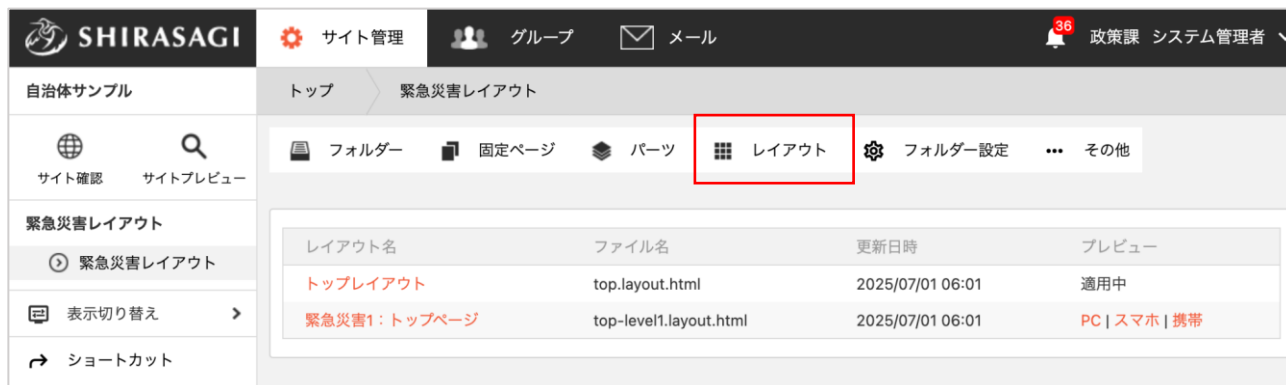 SHIRASAGI サイト管理 グループ メール 36 政策課 システム管理者
自治体サンプル トップ 緊急災害レイアウト
フォルダー 固定ページ パーツ レイアウト フォルダー設定 その他
サイト確認 サイトプレビュー
緊急災害レイアウト
緊急災害レイアウト
表示切り替え
ショートカット
レイアウト名 ファイル名 更新日時 プレビュー
トップレイアウト top.layout.html 2025/07/01 06:01 適用中
緊急災害1：トップページ top-level1.layout.html 2025/07/01 06:01 PC | スマホ | 携帯